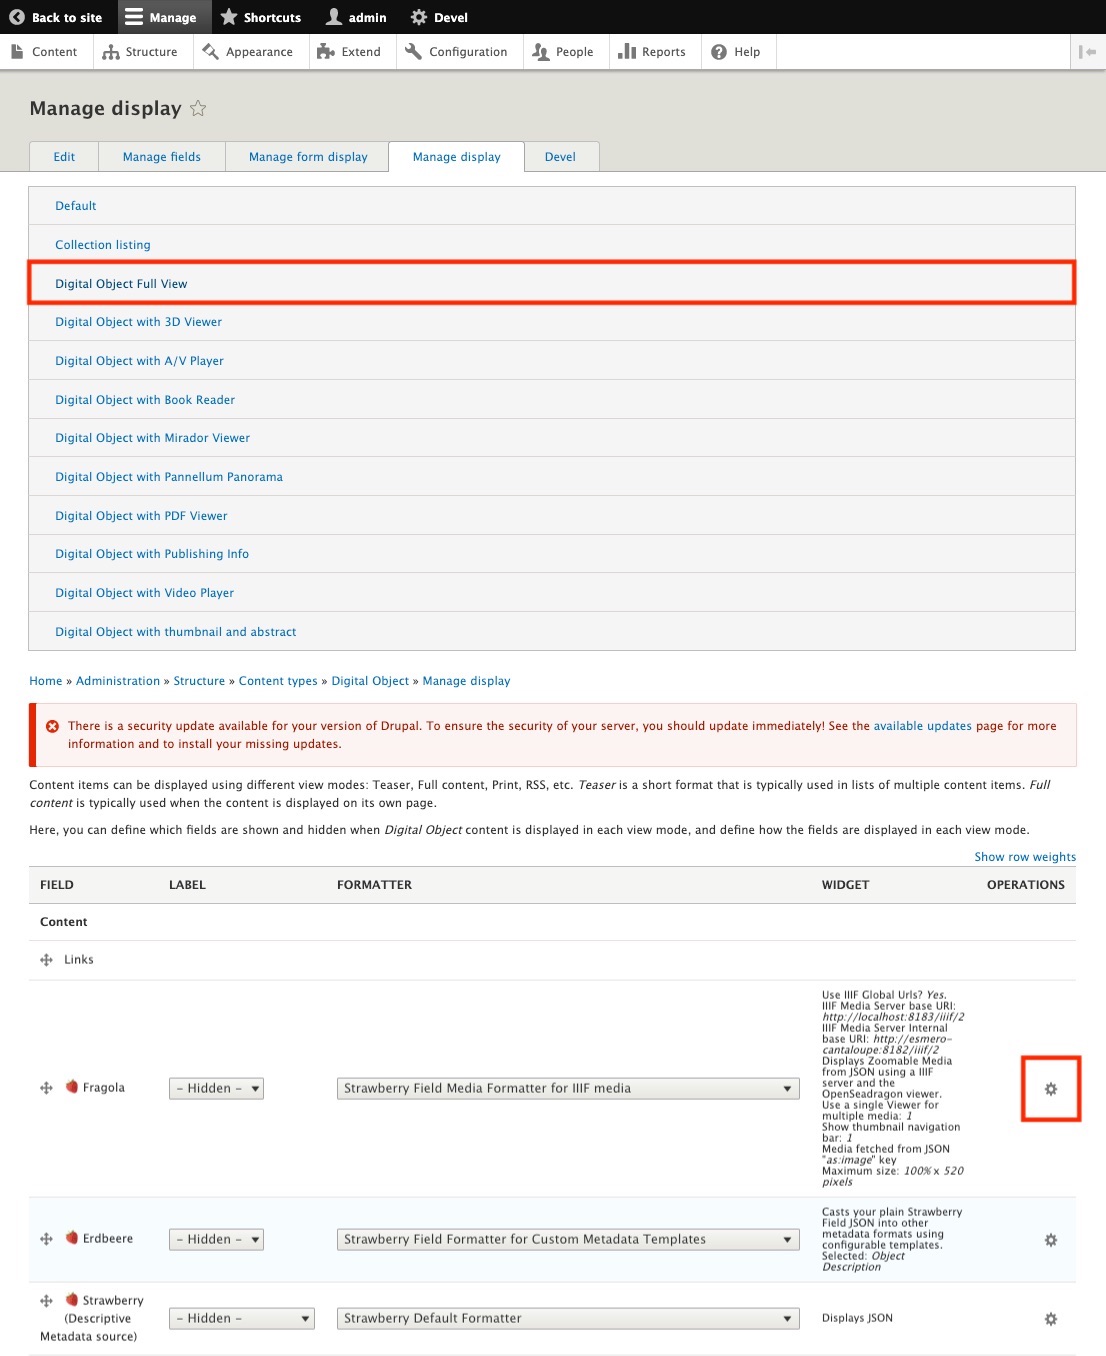 Back to site Manage Shortcuts admin Devel
Content Structure Appearance Extend Configuration People Reports Help
Manage display
Edit Manage fields Manage form display Manage display Devel
Default
Collection listing
Digital Object Full View
Digital Object with 3D Viewer
Digital Object with A/V Player
Digital Object with Book Reader
Digital Object with Mirador Viewer
Digital Object with Pannellum Panorama
Digital Object with PDF Viewer
Digital Object with Publishing Info
Digital Object with Video Player
Digital Object with thumbnail and abstract
Home » Administration » Structure » Content types » Digital Object » Manage display
There is a security update available for your version of Drupal. To ensure the security of your server, you should update immediately! See the available updates page for more
information and to install your missing updates.
Content items can be displayed using different view modes: Teaser, Full content, Print, RSS, etc. Teaser is a short format that is typically used in lists of multiple content items. Full
content is typically used when the content is displayed on its own page.
Here, you can define which fields are shown and hidden when Digital Object content is displayed in each view mode, and define how the fields are displayed in each view mode.
Show row weights
FIELD LABEL FORMATTER WIDGET OPERATIONS
Content
Links
Fragola - Hidden - Strawberry Field Media Formatter for IIIF media
Use IIIF Global Urls? Yes.
IIIF Media Server base URI:
http://localhost:8183/iiif/2
IIIF Media Server Internal
base URI: http://esmero-
cantaloupe:8182/iiif/2
Displays Zoomable Media
from JSON using a IIIF
server and the
OpenSeadragon viewer.
Use a single Viewer for
multiple media: 1
Show thumbnail navigation
bar: 1
Media fetched from JSON
"as:image" key
Maximum size: 100% x 520
pixels
Erdbeere - Hidden - Strawberry Field Formatter for Custom Metadata Templates
Casts your plain Strawberry
Field JSON into other
metadata formats using
configurable templates.
Selected: Object
Description
Strawberry
(Descriptive
Metadata source)
- Hidden - Strawberry Default Formatter Displays JSON